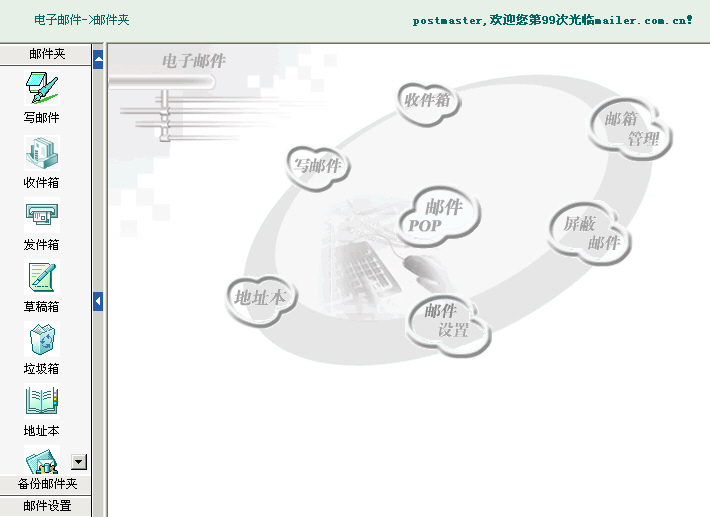 电子邮件->邮件夹
postmaster,欢迎您第99次光临mailer.com.cn!
邮件夹
写邮件
收件箱
发件箱
草稿箱
垃圾箱
地址本
备份邮件夹
邮件设置
电子邮件
收件箱
邮箱
管理
写邮件
邮件
POP
屏蔽
邮件
地址本
邮件
设置